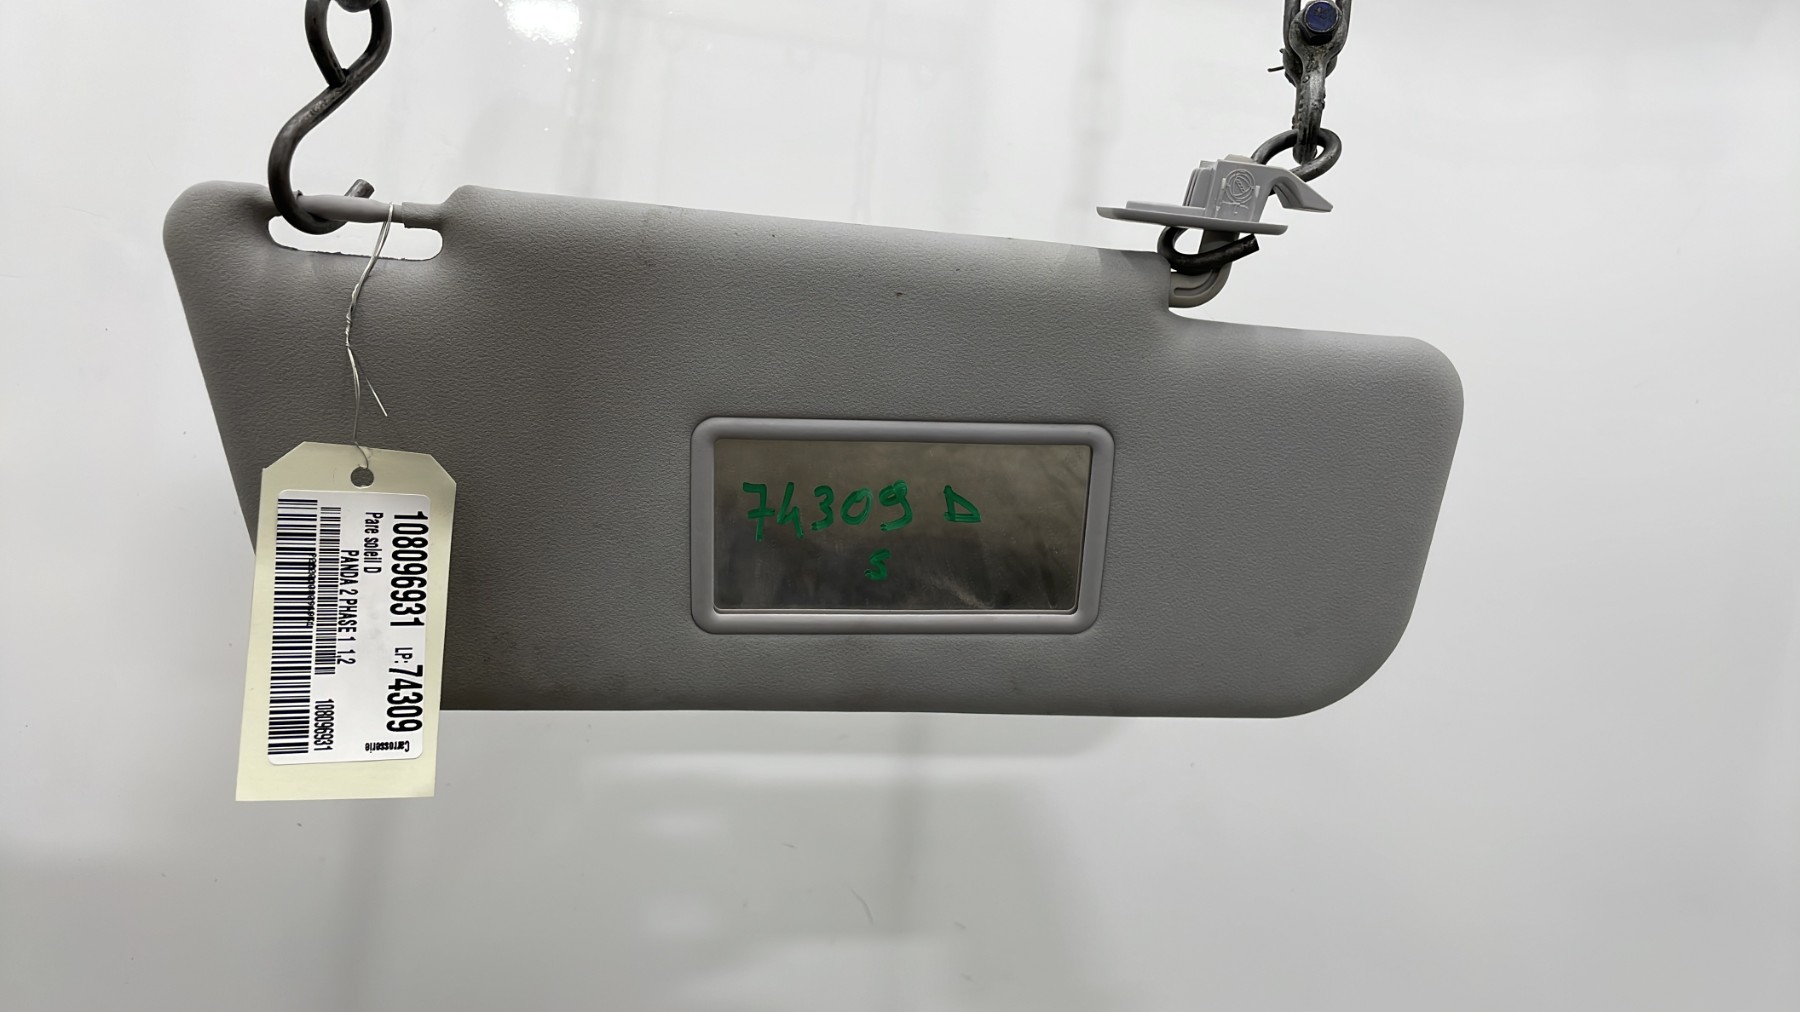 74309 D
S
108096931 LP: 74309
Pare soleil D Carrosserie
PANDA 2 PHASE 1 1.2
108096931